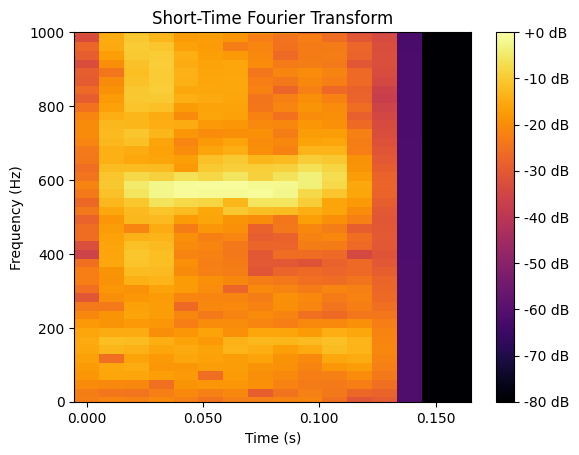 Short-Time Fourier Transform
1000
800
600
400
200
0
Frequency (Hz)
0.000
0.050
0.100
0.150
Time (s)
+0 dB
-10 dB
-20 dB
-30 dB
-40 dB
-50 dB
-60 dB
-70 dB
-80 dB